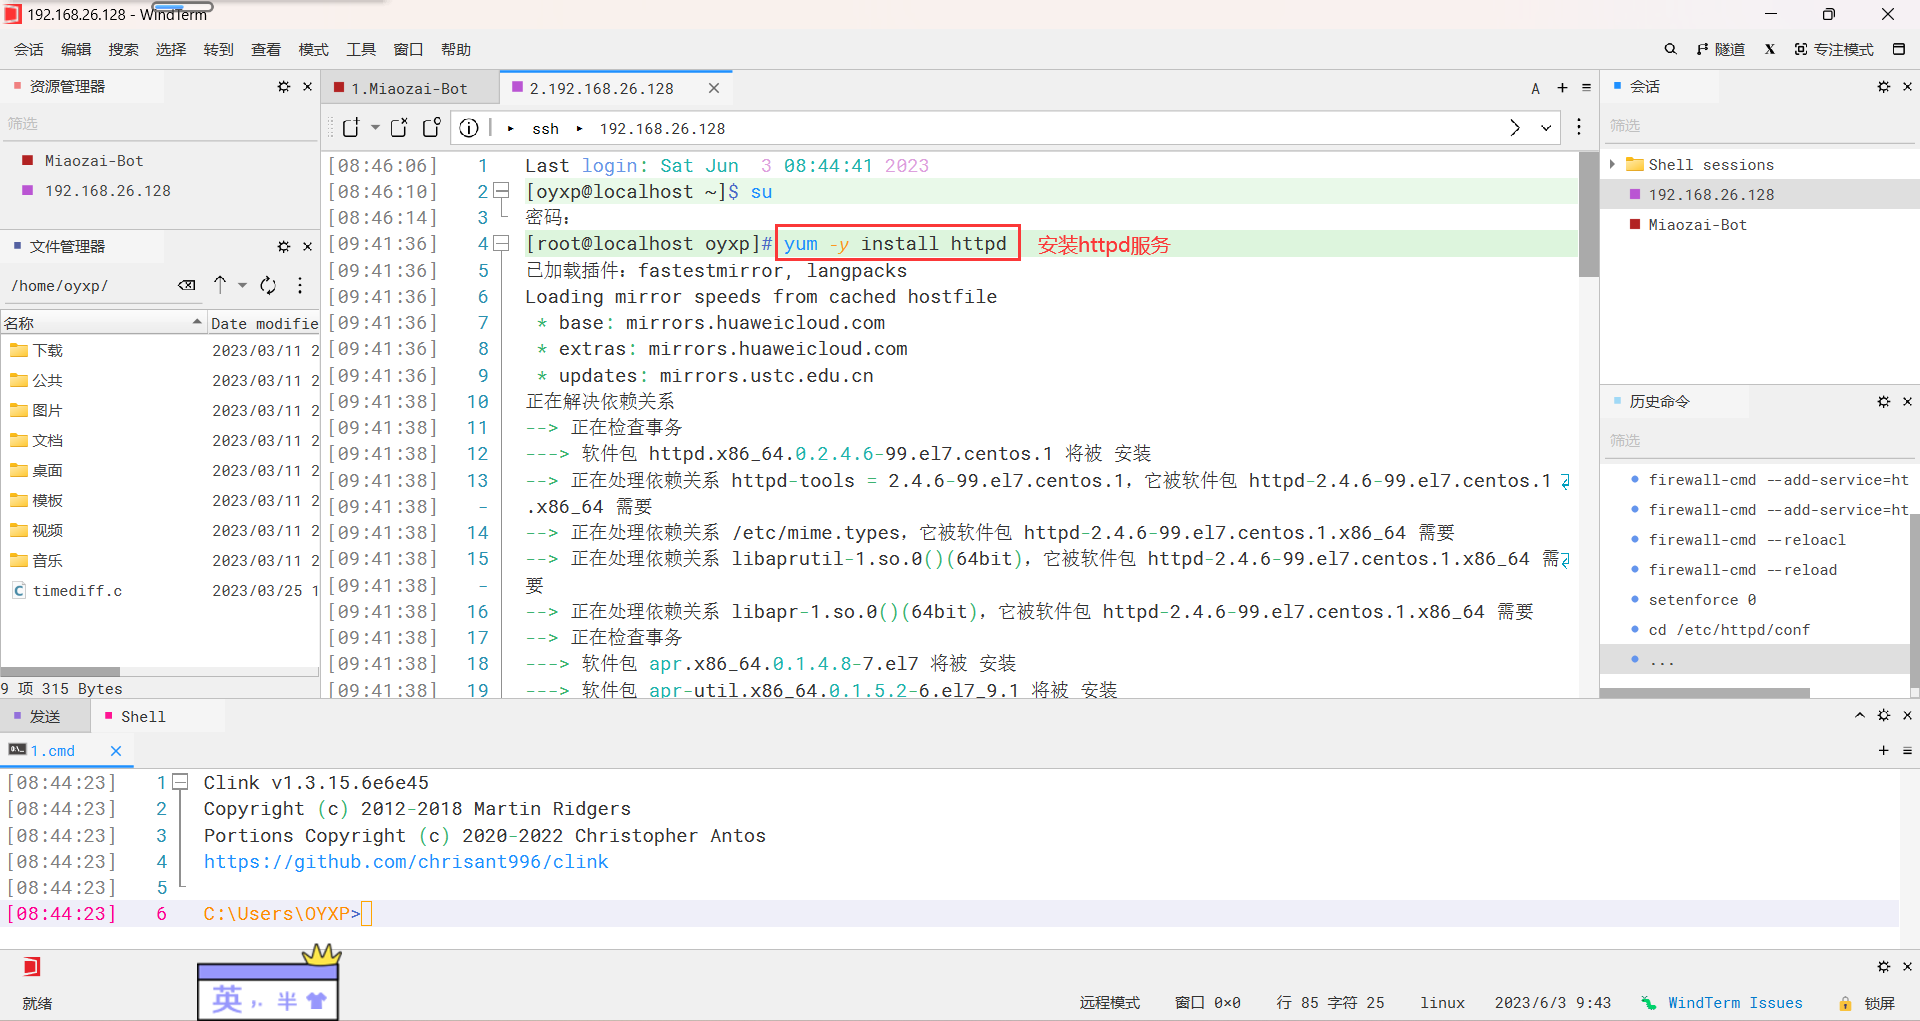 192.168.26.128 - WindTerm
会话 编辑 搜索 选择 转到 查看 模式 工具 窗口 帮助
隧道 X 专注模式
资源管理器
筛选
Miaozai-Bot
192.168.26.128
文件管理器
/home/oyxp/
名称 Date modifie
下载 2023/03/11 2
公共 2023/03/11 2
图片 2023/03/11 2
文档 2023/03/11 2
桌面 2023/03/11 2
模板 2023/03/11 2
视频 2023/03/11 2
音乐 2023/03/11 2
timediff.c 2023/03/25 1
9 项 315 Bytes
1.Miaozai-Bot 2.192.168.26.128
A
ssh 192.168.26.128
[08:46:06] 1 Last login: Sat Jun  3 08:44:41 2023
[08:46:10] 2 [oyxp@localhost ~]$ su
[08:46:14] 3 密码：
[09:41:36] 4 [root@localhost oyxp]# yum -y install httpd 安装httpd服务
[09:41:36] 5 已加载插件：fastestmirror, langpacks
[09:41:36] 6 Loading mirror speeds from cached hostfile
[09:41:36] 7 * base: mirrors.huaweicloud.com
[09:41:36] 8 * extras: mirrors.huaweicloud.com
[09:41:36] 9 * updates: mirrors.ustc.edu.cn
[09:41:38] 10 正在解决依赖关系
[09:41:38] 11 --> 正在检查事务
[09:41:38] 12 ---> 软件包 httpd.x86_64.0.2.4.6-99.el7.centos.1 将被 安装
[09:41:38] 13 --> 正在处理依赖关系 httpd-tools = 2.4.6-99.el7.centos.1，它被软件包 httpd-2.4.6-99.el7.centos.1
[09:41:38] - .x86_64 需要
[09:41:38] 14 --> 正在处理依赖关系 /etc/mime.types，它被软件包 httpd-2.4.6-99.el7.centos.1.x86_64 需要
[09:41:38] 15 --> 正在处理依赖关系 libaprutil-1.so.0()(64bit)，它被软件包 httpd-2.4.6-99.el7.centos.1.x86_64 需
[09:41:38] - 要
[09:41:38] 16 --> 正在处理依赖关系 libapr-1.so.0()(64bit)，它被软件包 httpd-2.4.6-99.el7.centos.1.x86_64 需要
[09:41:38] 17 --> 正在检查事务
[09:41:38] 18 ---> 软件包 apr.x86_64.0.1.4.8-7.el7 将被 安装
[09:41:38] 19 ---> 软件包 apr-util.x86_64.0.1.5.2-6.el7_9.1 将被 安装
会话
筛选
Shell sessions
192.168.26.128
Miaozai-Bot
历史命令
筛选
firewall-cmd --add-service=ht
firewall-cmd --add-service=ht
firewall-cmd --reloacl
firewall-cmd --reload
setenforce 0
cd /etc/httpd/conf
...
发送 Shell
1.cmd
[08:44:23] 1 Clink v1.3.15.6e6e45
[08:44:23] 2 Copyright (c) 2012-2018 Martin Ridgers
[08:44:23] 3 Portions Copyright (c) 2020-2022 Christopher Antos
[08:44:23] 4 https://github.com/chrisant996/clink
[08:44:23] 5
[08:44:23] 6 C:\Users\OYXP>
英 ，. 半
就绪 远程模式 窗口 0×0 行 85 字符 25 linux 2023/6/3 9:43 WindTerm Issues 锁屏